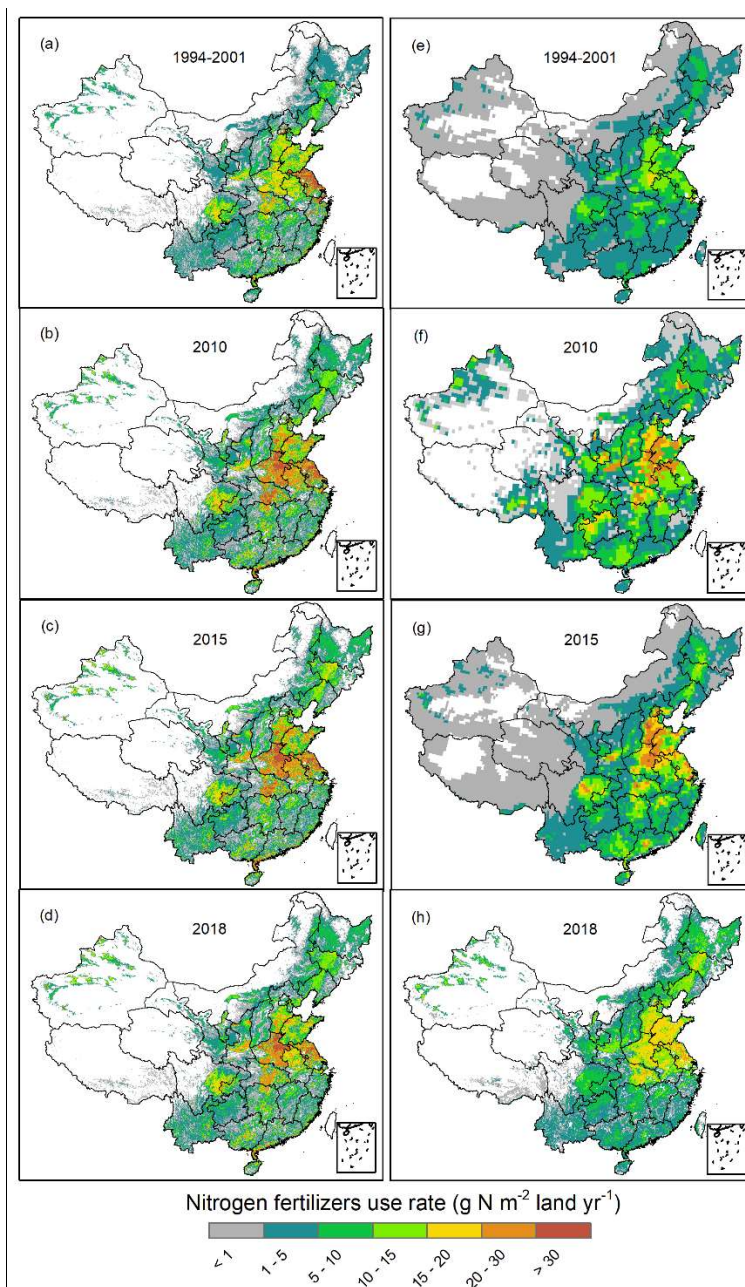 (a)
1994-2001
(e)
1994-2001
(b)
2010
(f)
2010
(c)
2015
(g)
2015
(d)
2018
(h)
2018
Nitrogen fertilizers use rate (g N m⁻² land yr⁻¹)
< 1
1 - 5
5 - 10
10 - 15
15 - 20
20 - 30
> 30